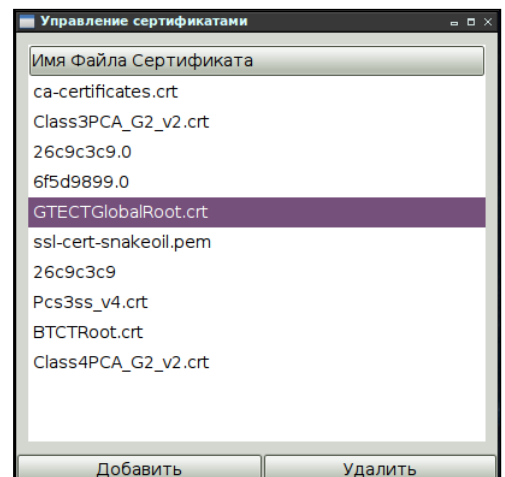 Управление сертификатами
Имя Файла Сертификата
ca-certificates.crt
Class3PCA_G2_v2.crt
26c9c3c9.0
6f5d9899.0
GTECTGlobalRoot.crt
ssl-cert-snakeoil.pem
26c9c3c9
Pcs3ss_v4.crt
BTCTRoot.crt
Class4PCA_G2_v2.crt
Добавить Удалить